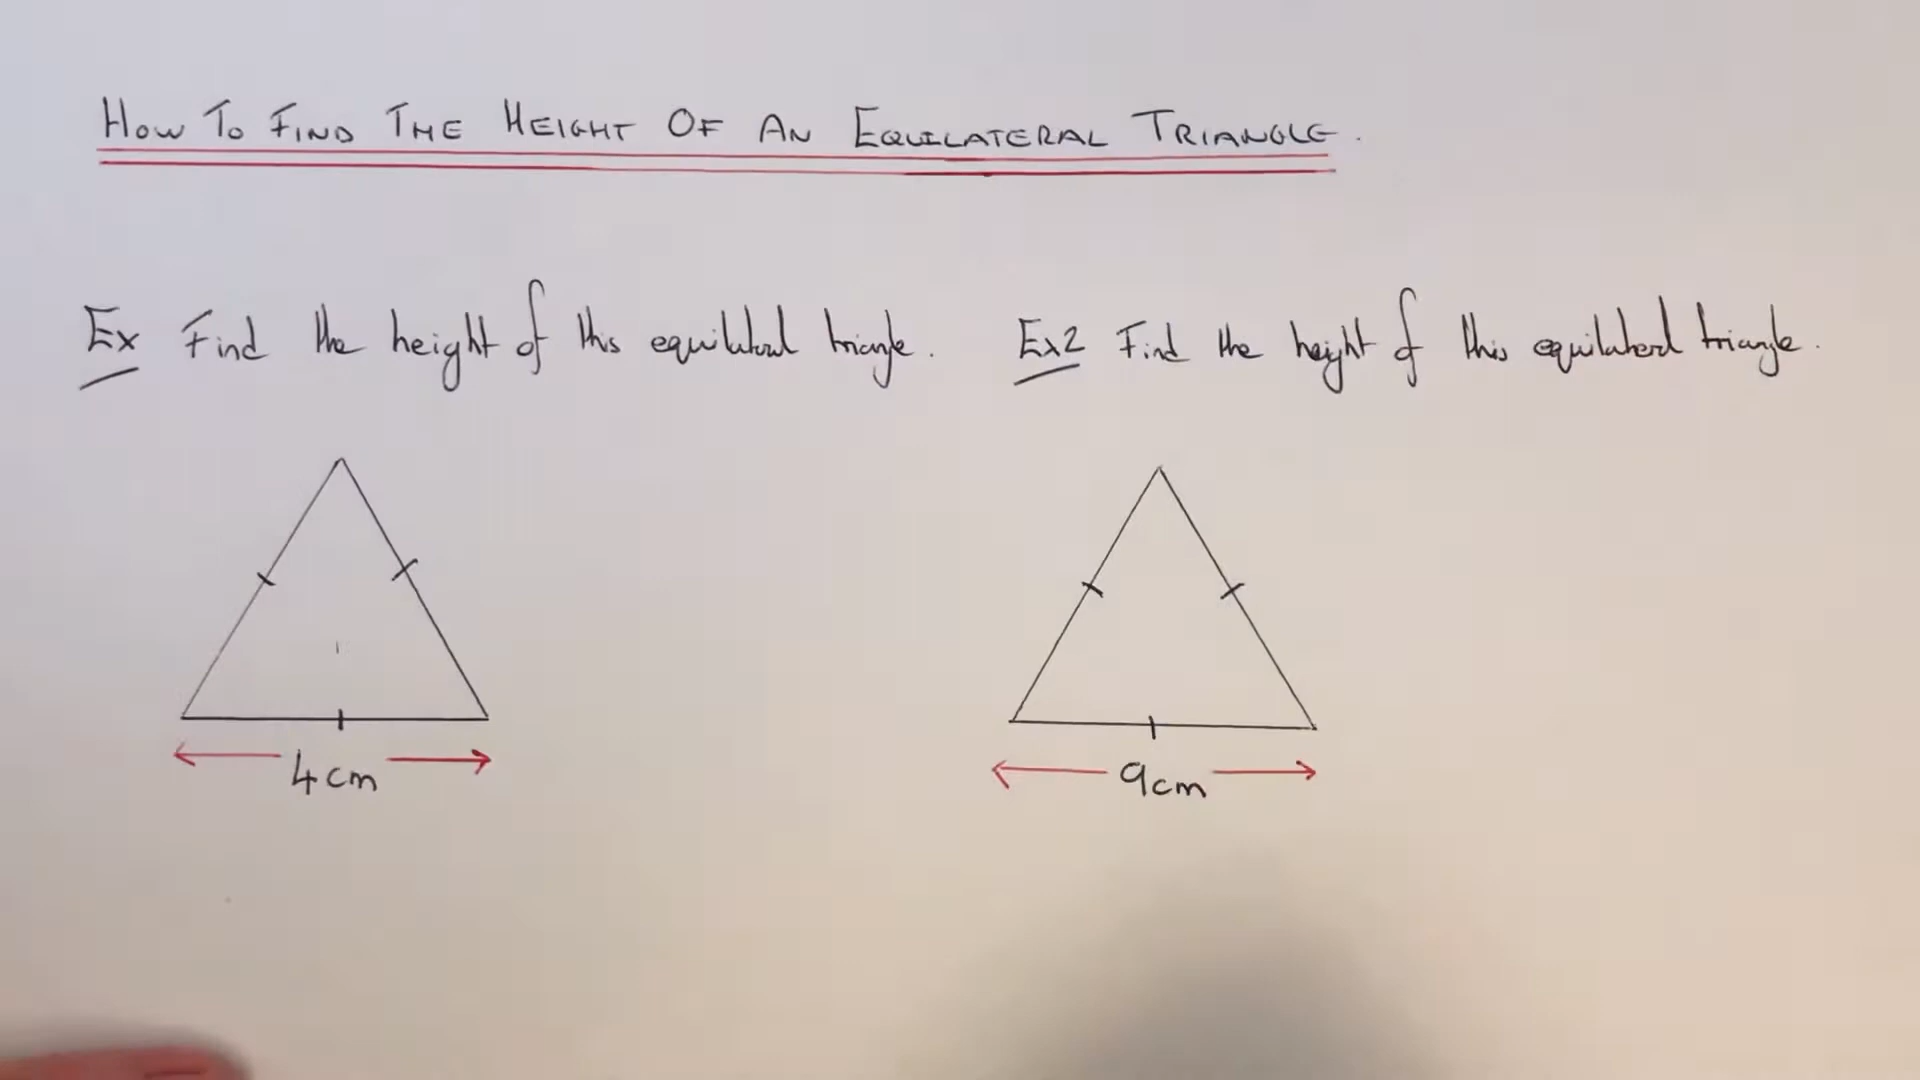 HOW TO FIND THE HEIGHT OF AN EQUILATERAL TRIANGLE.
Ex Find the height of this equilateral triangle.
Ex2 Find the height of this equilateral triangle.
4cm
9cm